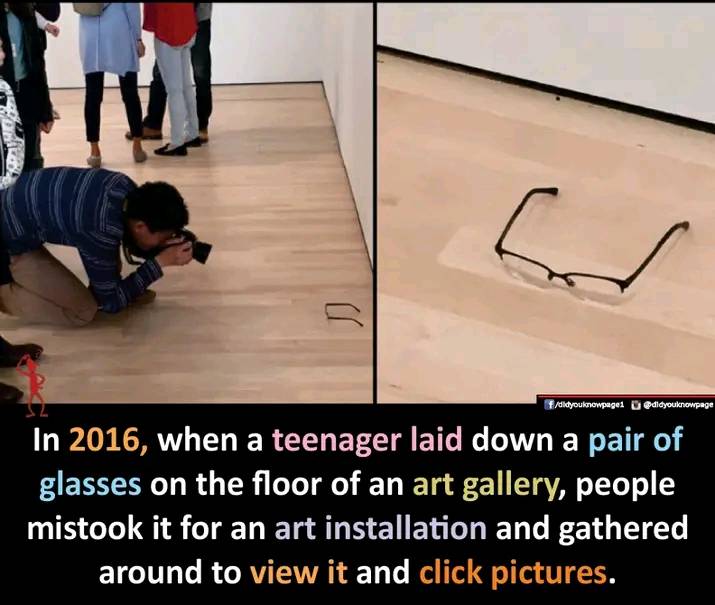 f/didyouknowpage1 @didyouknowpage
In 2016, when a teenager laid down a pair of
glasses on the floor of an art gallery, people
mistook it for an art installation and gathered
around to view it and click pictures.